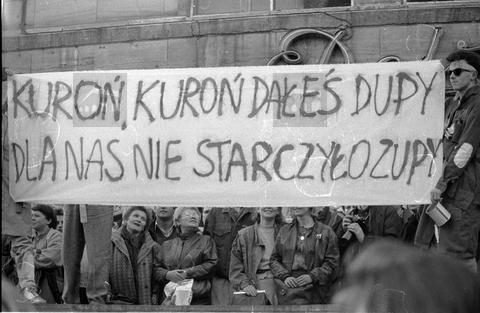 KUROŃ, KUROŃ DAŁEŚ DUPY
DLA NAS NIE STARCZYŁO ZUPY